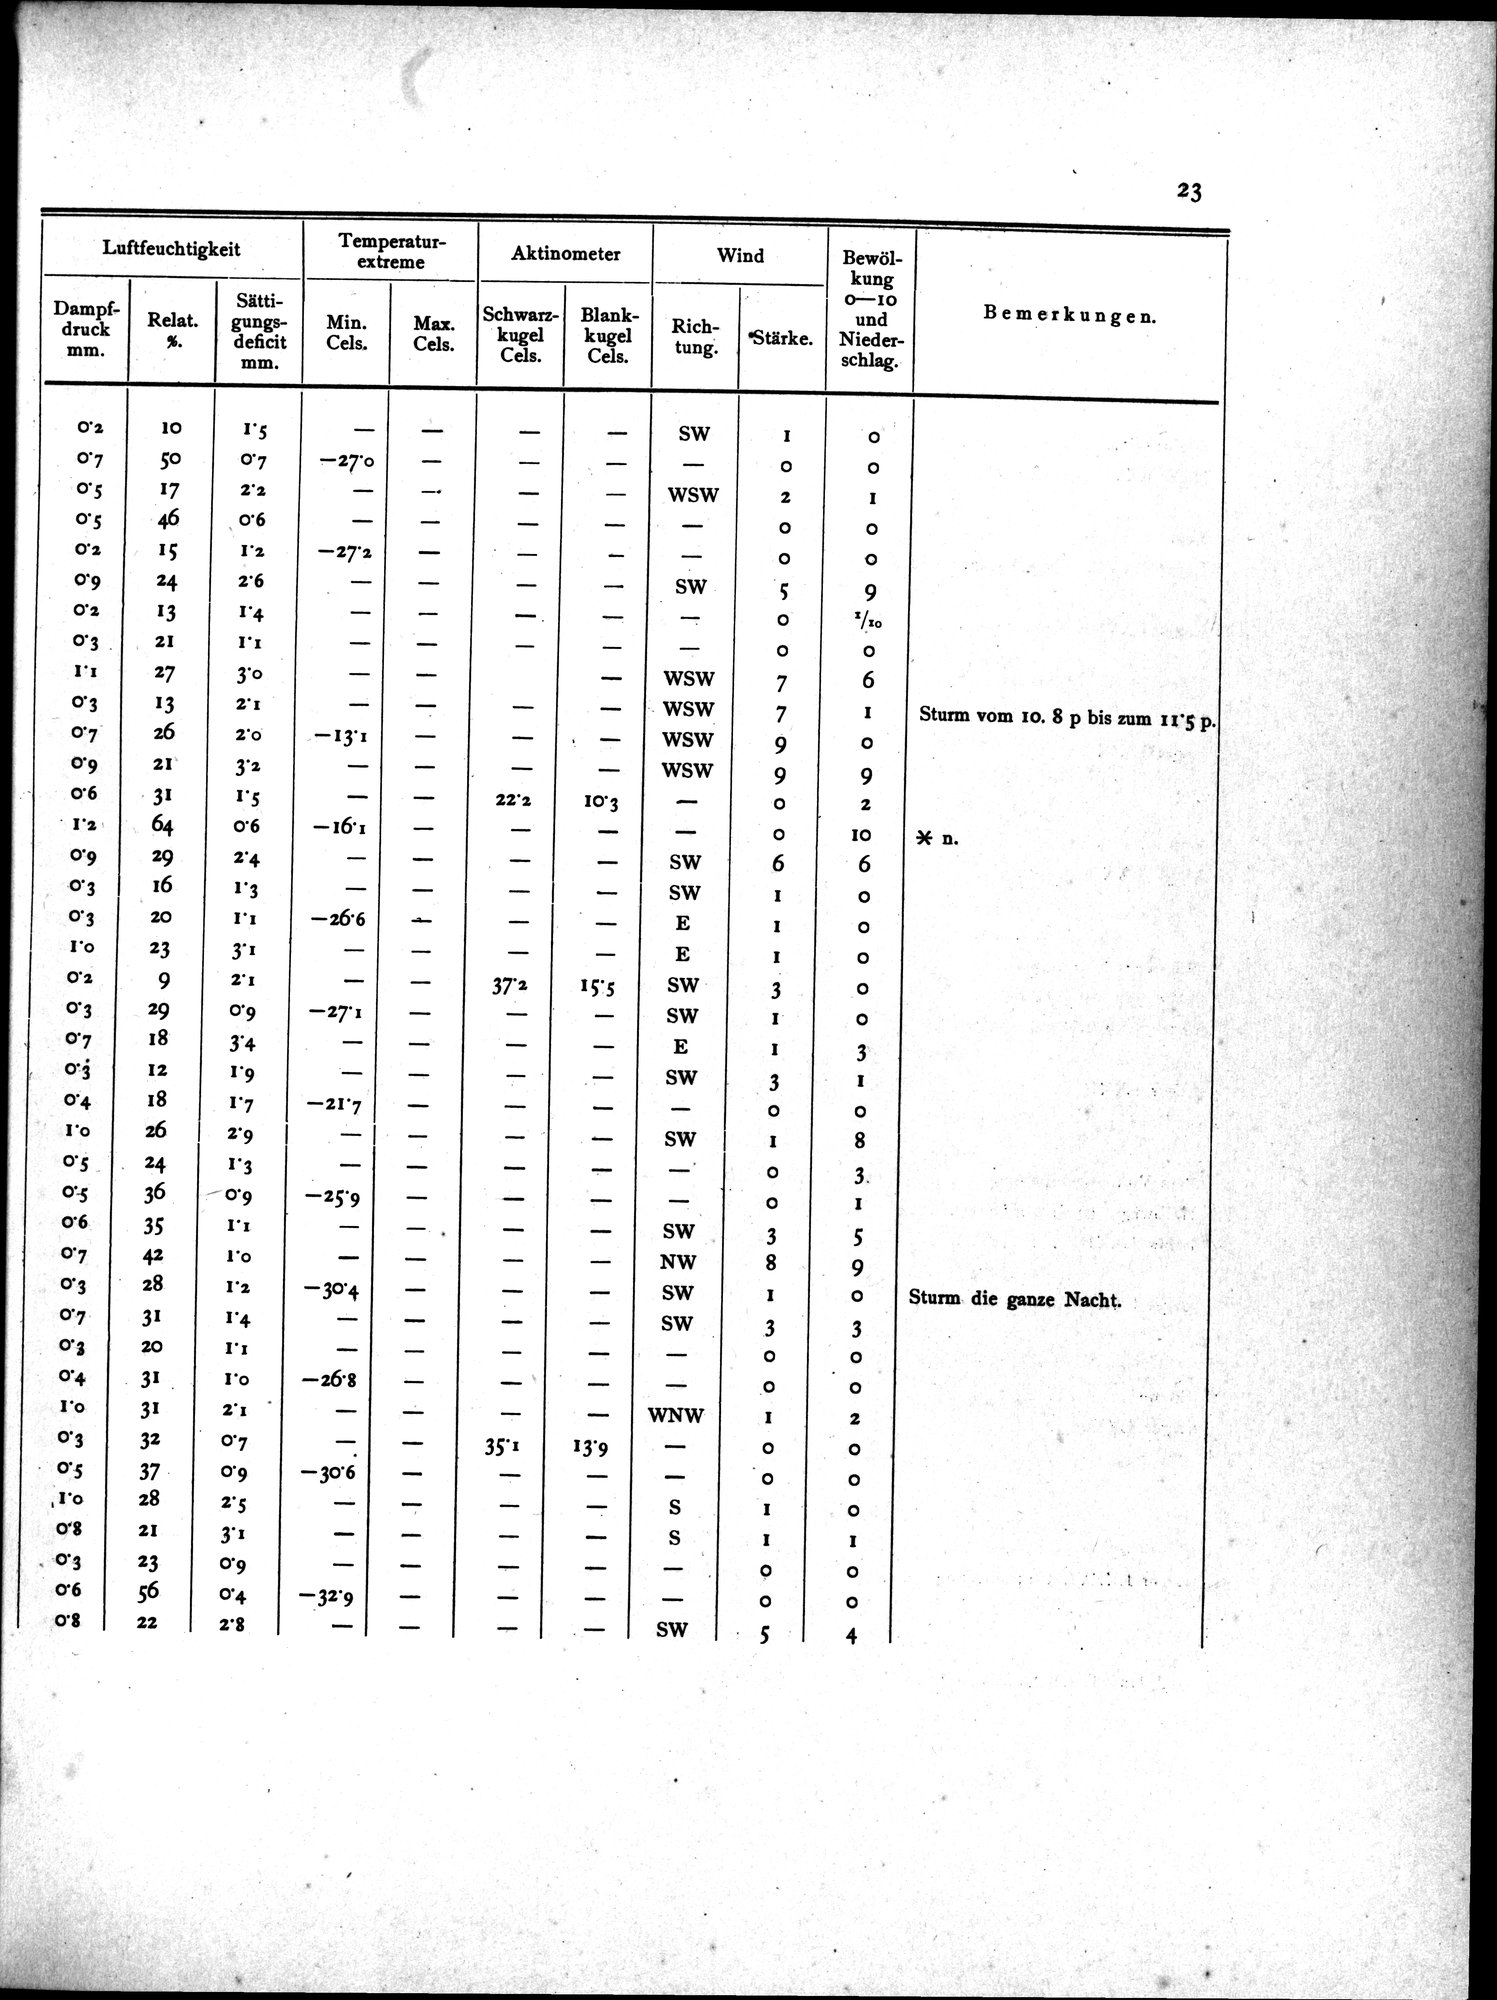 23
Luftfeuchtigkeit Temperatur-extreme Aktinometer Wind Bewöl-kung 0—10 und Nieder-schlag. Bemerkungen.
Dampf-druck mm. Relat. %. Sätti-gungs-deficit mm. Min. Cels. Max. Cels. Schwarz-kugel Cels. Blank-kugel Cels. Rich-tung. Stärke.
0·2 10 1·5 — — — — SW 1 0
0·7 50 0·7 —27·0 — — — — 0 0
0·5 17 2·2 — — — — WSW 2 1
0·5 46 0·6 — — — — — 0 0
0·2 15 1·2 —27·2 — — — — 0 0
0·9 24 2·6 — — — — SW 5 9
0·2 13 1·4 — — — — — 0 1/10
0·3 21 1·1 — — — — — 0 0
1·1 27 3·0 — — — WSW 7 6
0·3 13 2·1 — — — — WSW 7 1 Sturm vom 10. 8 p bis zum 11·5 p.
0·7 26 2·0 —13·1 — — — WSW 9 0
0·9 21 3·2 — — — — WSW 9 9
0·6 31 1·5 — — 22·2 10·3 — 0 2
1·2 64 0·6 —16·1 — — — — 0 10 * n.
0·9 29 2·4 — — — — SW 6 6
0·3 16 1·3 — — — — SW 1 0
0·3 20 1·1 —26·6 — — — E 1 0
1·0 23 3·1 — — — — E 1 0
0·2 9 2·1 — — 37·2 15·5 SW 3 0
0·3 29 0·9 —27·1 — — — SW 1 0
0·7 18 3·4 — — — — E 1 3
0·3 12 1·9 — — — — SW 3 1
0·4 18 1·7 —21·7 — — — — 0 0
1·0 26 2·9 — — — — SW 1 8
0·5 24 1·3 — — — — — 0 3
0·5 36 0·9 —25·9 — — — — 0 1
0·6 35 1·1 — — — — SW 3 5
0·7 42 1·0 — — — — NW 8 9
0·3 28 1·2 —30·4 — — — SW 1 0 Sturm die ganze Nacht.
0·7 31 1·4 — — — — SW 3 3
0·3 20 1·1 — — — — — 0 0
0·4 31 1·0 —26·8 — — — — 0 0
1·0 31 2·1 — — — — WNW 1 2
0·3 32 0·7 — — 35·1 13·9 — 0 0
0·5 37 0·9 —30·6 — — — — 0 0
1·0 28 2·5 — — — — S 1 0
0·8 21 3·1 — — — — S 1 1
0·3 23 0·9 — — — — — 0 0
0·6 56 0·4 —32·9 — — — — 0 0
0·8 22 2·8 — — — — SW 5 4